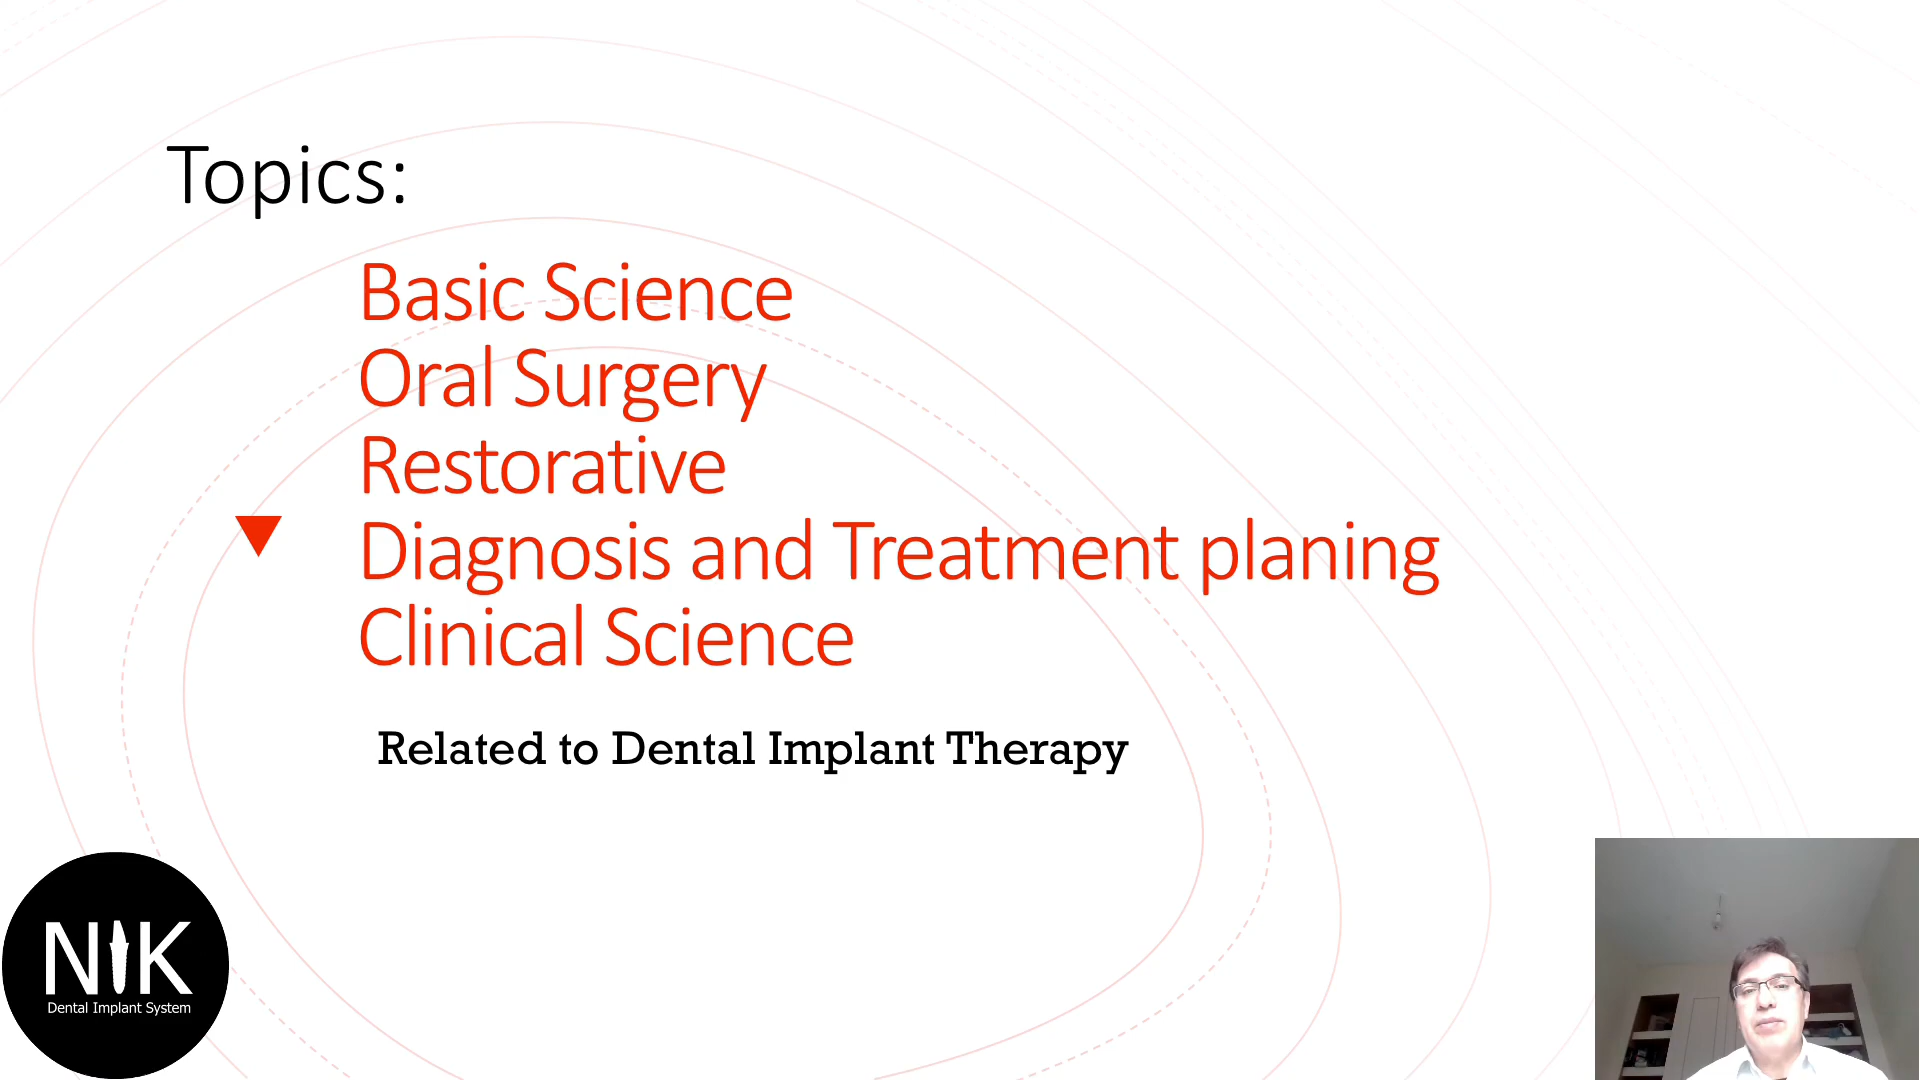 Topics:
Basic Science
Oral Surgery
Restorative
Diagnosis and Treatment planing
Clinical Science
Related to Dental Implant Therapy
NIK
Dental Implant System